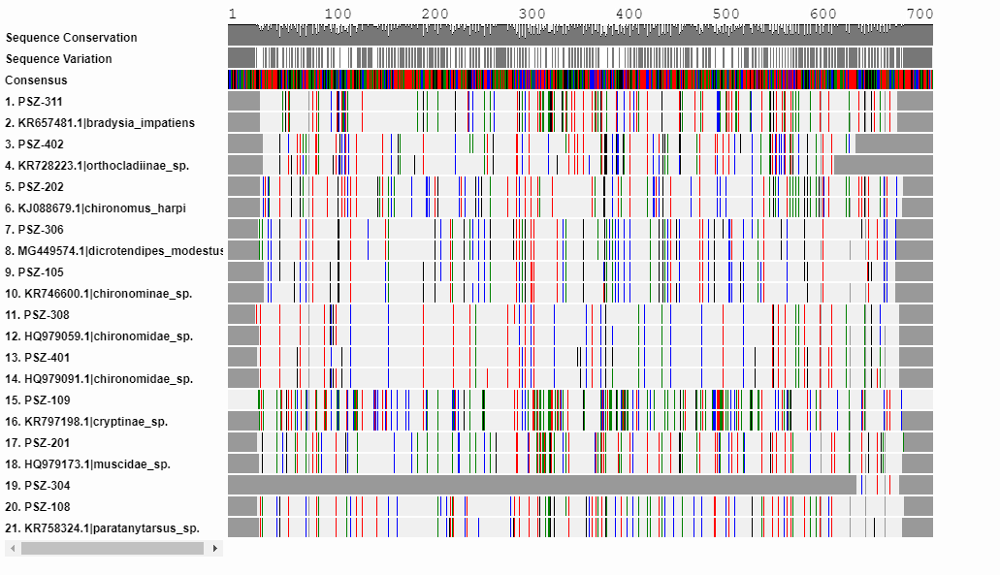 1 100 200 300 400 500 600 700
Sequence Conservation
Sequence Variation
Consensus
1. PSZ-311
2. KR657481.1|bradysia_impatiens
3. PSZ-402
4. KR728223.1|orthocladiinae_sp.
5. PSZ-202
6. KJ088679.1|chironomus_harpi
7. PSZ-306
8. MG449574.1|dicrotendipes_modestus
9. PSZ-105
10. KR746600.1|chironominae_sp.
11. PSZ-308
12. HQ979059.1|chironomidae_sp.
13. PSZ-401
14. HQ979091.1|chironomidae_sp.
15. PSZ-109
16. KR797198.1|cryptinae_sp.
17. PSZ-201
18. HQ979173.1|muscidae_sp.
19. PSZ-304
20. PSZ-108
21. KR758324.1|paratanytarsus_sp.